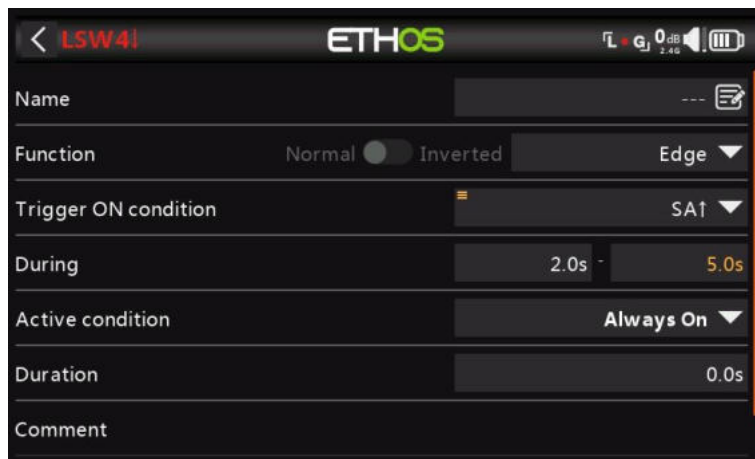 LSW4↓ ETHOS L G 0dB 2.4G
Name ---
Function Normal Inverted Edge
Trigger ON condition SA↑
During 2.0s - 5.0s
Active condition Always On
Duration 0.0s
Comment